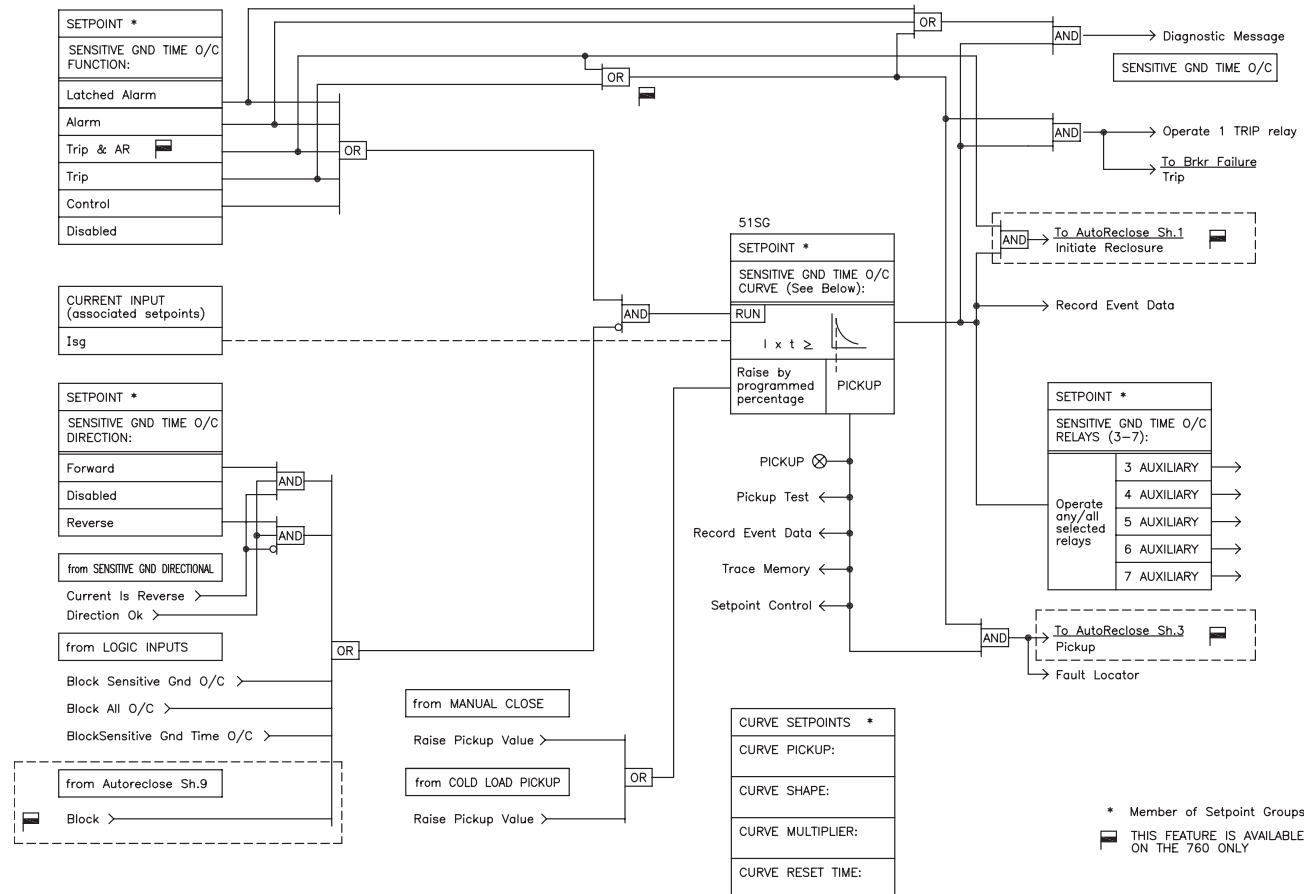 SETPOINT *
SENSITIVE GND TIME O/C
FUNCTION:
Latched Alarm
Alarm
Trip & AR
Trip
Control
Disabled
OR
OR
OR
AND
Diagnostic Message
SENSITIVE GND TIME O/C
AND
Operate 1 TRIP relay
To Brkr Failure
Trip
AND
To AutoReclose Sh.1
Initiate Reclosure
Record Event Data
CURRENT INPUT
(associated setpoints)
Isg
AND
51SG
SETPOINT *
SENSITIVE GND TIME O/C
CURVE (See Below):
RUN
I x t ≥
Raise by
programmed
percentage
PICKUP
SETPOINT *
SENSITIVE GND TIME O/C
DIRECTION:
Forward
Disabled
Reverse
AND
AND
from SENSITIVE GND DIRECTIONAL
Current Is Reverse
Direction Ok
from LOGIC INPUTS
OR
Block Sensitive Gnd O/C
Block All O/C
BlockSensitive Gnd Time O/C
from Autoreclose Sh.9
Block
PICKUP
Pickup Test
Record Event Data
Trace Memory
Setpoint Control
SETPOINT *
SENSITIVE GND TIME O/C
RELAYS (3-7):
Operate
any/all
selected
relays
3 AUXILIARY
4 AUXILIARY
5 AUXILIARY
6 AUXILIARY
7 AUXILIARY
AND
To AutoReclose Sh.3
Pickup
Fault Locator
from MANUAL CLOSE
Raise Pickup Value
from COLD LOAD PICKUP
Raise Pickup Value
OR
CURVE SETPOINTS *
CURVE PICKUP:
CURVE SHAPE:
CURVE MULTIPLIER:
CURVE RESET TIME:
* Member of Setpoint Groups
THIS FEATURE IS AVAILABLE
ON THE 760 ONLY